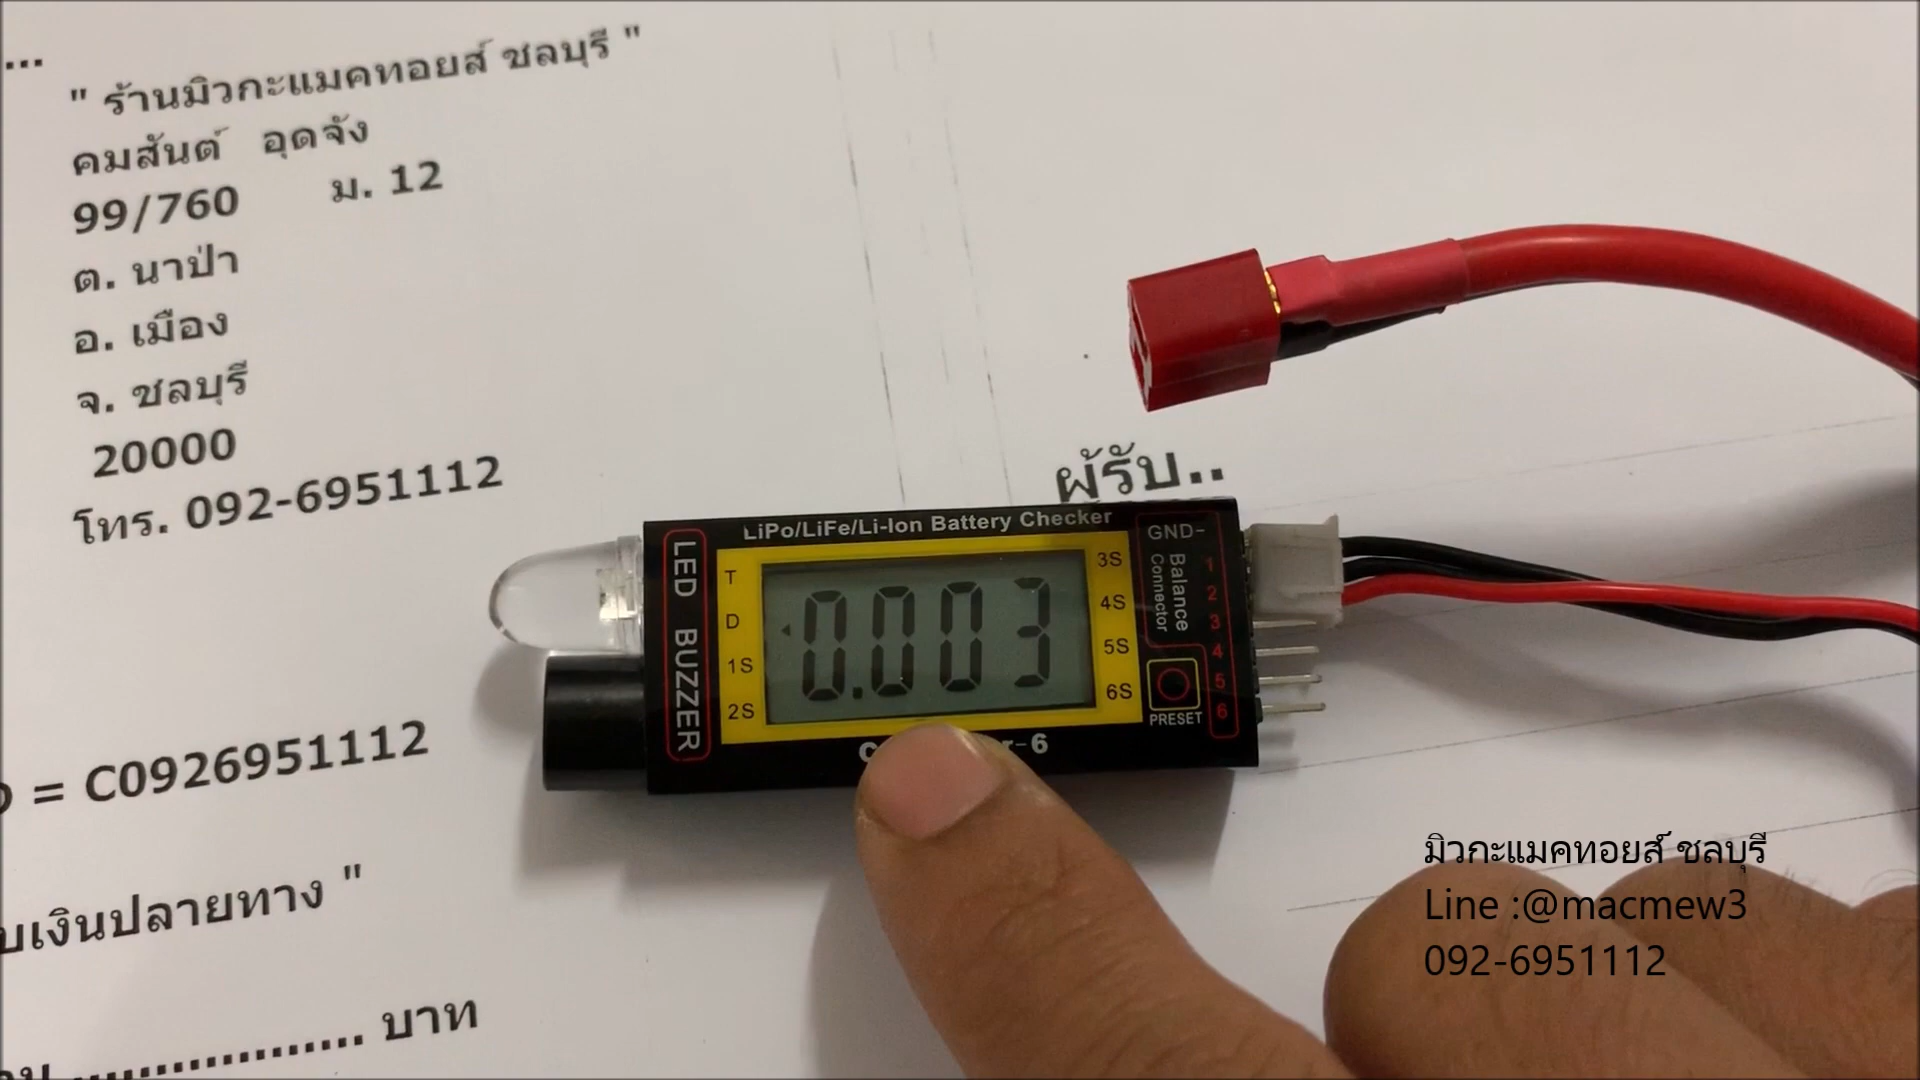 ...
" ร้านมิวกะแมคทอยส์ ชลบุรี "
คมสันต์ อุดจัง
99/760 ม. 12
ต. นาป่า
อ. เมือง
จ. ชลบุรี
20000
โทร. 092-6951112
ผู้รับ..
LiPo/LiFe/Li-Ion Battery Checker
LED BUZZER
T
D
1S
2S
0.003
3S
4S
5S
6S
GND-
Balance
Connector
1
2
3
4
5
6
PRESET
-6
= C0926951112
เงินปลายทาง "
.................. บาท
มิวกะแมคทอยส์ ชลบุรี
Line :@macmew3
092-6951112